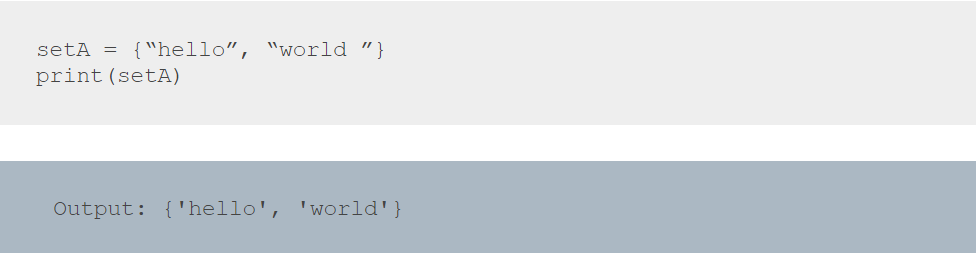 setA = {“hello”, “world ”}
print(setA)
Output: {'hello', 'world'}